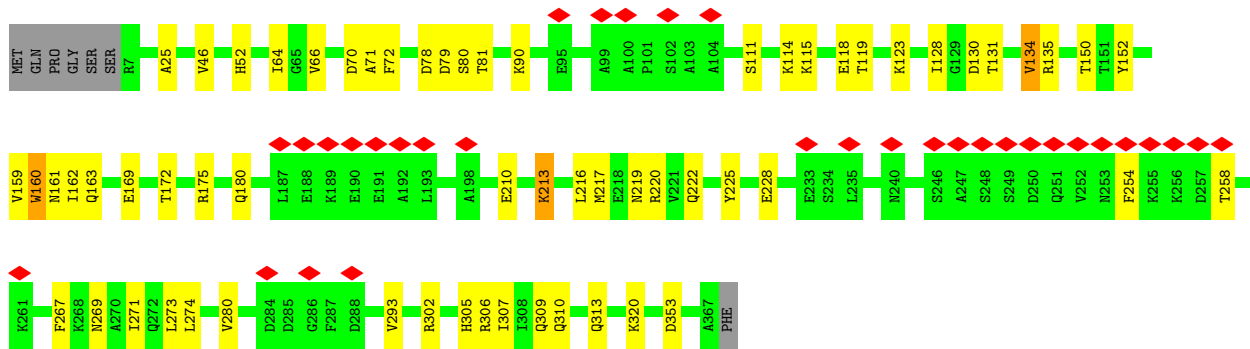 MET GLN PRO GLY SER SER R7 A25 V46 H52 I64 G65 V66 D70 A71 F72 D78 D79 S80 T81 K90 E95 A99 A100 P101 S102 A103 A104 S111 K114 K115 E118 T119 K123 I128 G129 D130 T131 V134 R135 T150 T151 Y152
V159 W160 N161 I162 Q163 E169 T172 R175 Q180 L187 E188 K189 E190 E191 A192 L193 A198 E210 K213 L216 M217 E218 N219 R220 V221 Q222 Y225 E228 E233 S234 L235 N240 S246 A247 S248 S249 D250 Q251 V252 N253 F254 K255 K256 D257 T258
K261 F267 K268 N269 A270 I271 Q272 L273 L274 V280 D284 D285 G286 F287 D288 V293 R302 H305 R306 I307 I308 Q309 Q310 Q313 K320 D353 A367 PHE